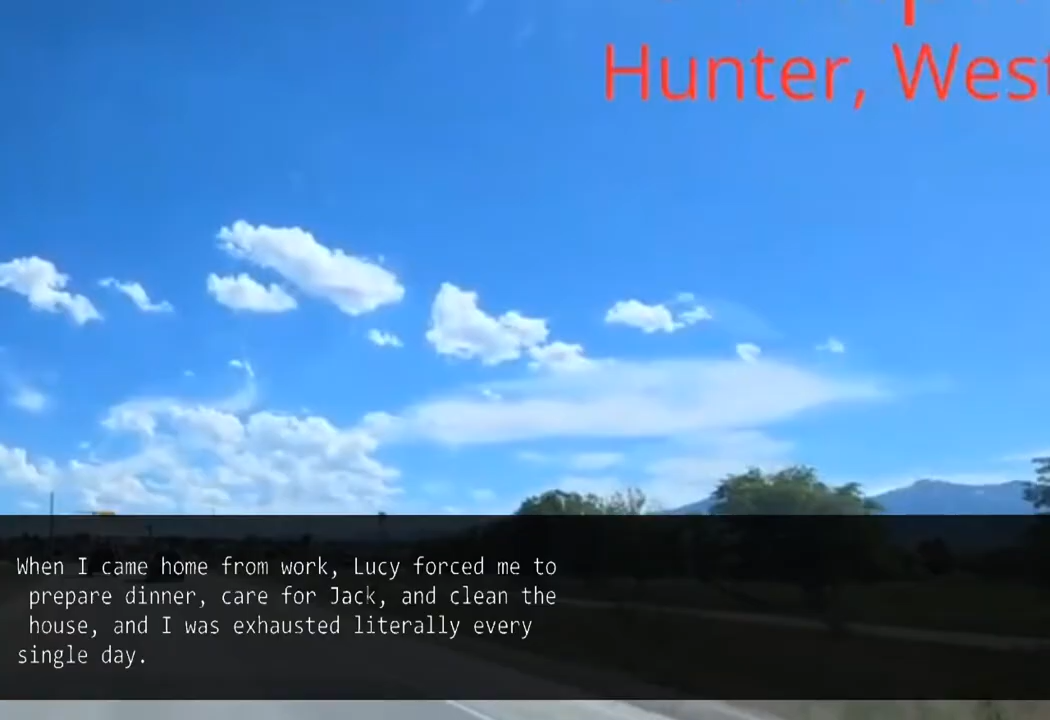 Hunter, West
When I came home from work, Lucy forced me to
prepare dinner, care for Jack, and clean the
house, and I was exhausted literally every
single day.